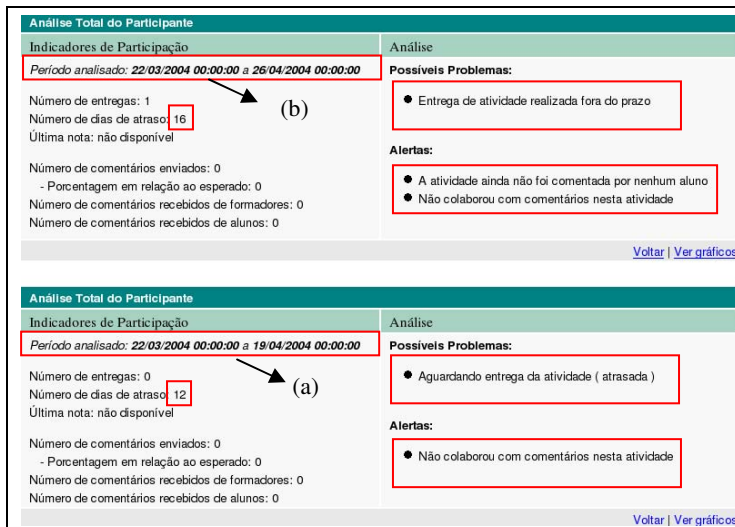 Análise Total do Participante
Indicadores de Participação
Período analisado: 22/03/2004 00:00:00 a 26/04/2004 00:00:00
(b)
Número de entregas: 1
Número de dias de atraso: 16
Última nota: não disponível
Número de comentários enviados: 0
- Porcentagem em relação ao esperado: 0
Número de comentários recebidos de formadores: 0
Número de comentários recebidos de alunos: 0
Análise
Possíveis Problemas:
● Entrega de atividade realizada fora do prazo
Alertas:
● A atividade ainda não foi comentada por nenhum aluno
● Não colaborou com comentários nesta atividade
Voltar | Ver gráficos
Análise Total do Participante
Indicadores de Participação
Período analisado: 22/03/2004 00:00:00 a 19/04/2004 00:00:00
(a)
Número de entregas: 0
Número de dias de atraso: 12
Última nota: não disponível
Número de comentários enviados: 0
- Porcentagem em relação ao esperado: 0
Número de comentários recebidos de formadores: 0
Número de comentários recebidos de alunos: 0
Análise
Possíveis Problemas:
● Aguardando entrega da atividade ( atrasada )
Alertas:
● Não colaborou com comentários nesta atividade
Voltar | Ver gráficos